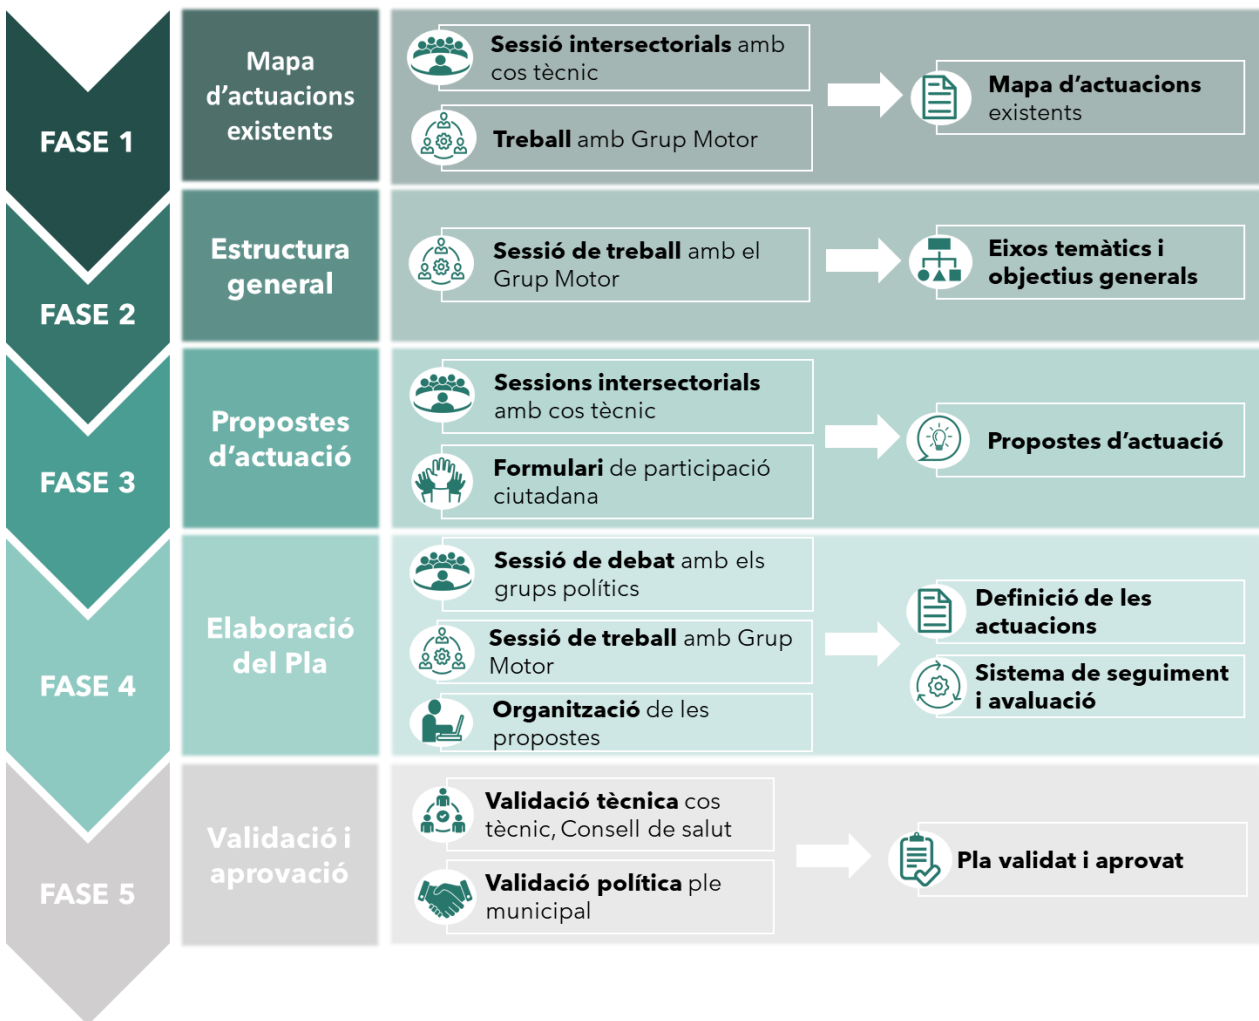 FASE 1
Mapa
d'actuacions
existents
Sessió intersectorials amb
cos tècnic
Treball amb Grup Motor
Mapa d'actuacions
existents
FASE 2
Estructura
general
Sessió de treball amb el
Grup Motor
Eixos temàtics i
objectius generals
FASE 3
Propostes
d'actuació
Sessions intersectorials
amb cos tècnic
Formulari de participació
ciutadana
Propostes d'actuació
FASE 4
Elaboració
del Pla
Sessió de debat amb els
grups polítics
Sessió de treball amb Grup
Motor
Organització de les
propostes
Definició de les
actuacions
Sistema de seguiment
i avaluació
FASE 5
Validació i
aprovació
Validació tècnica cos
tècnic, Consell de salut
Validació política ple
municipal
Pla validat i aprovat